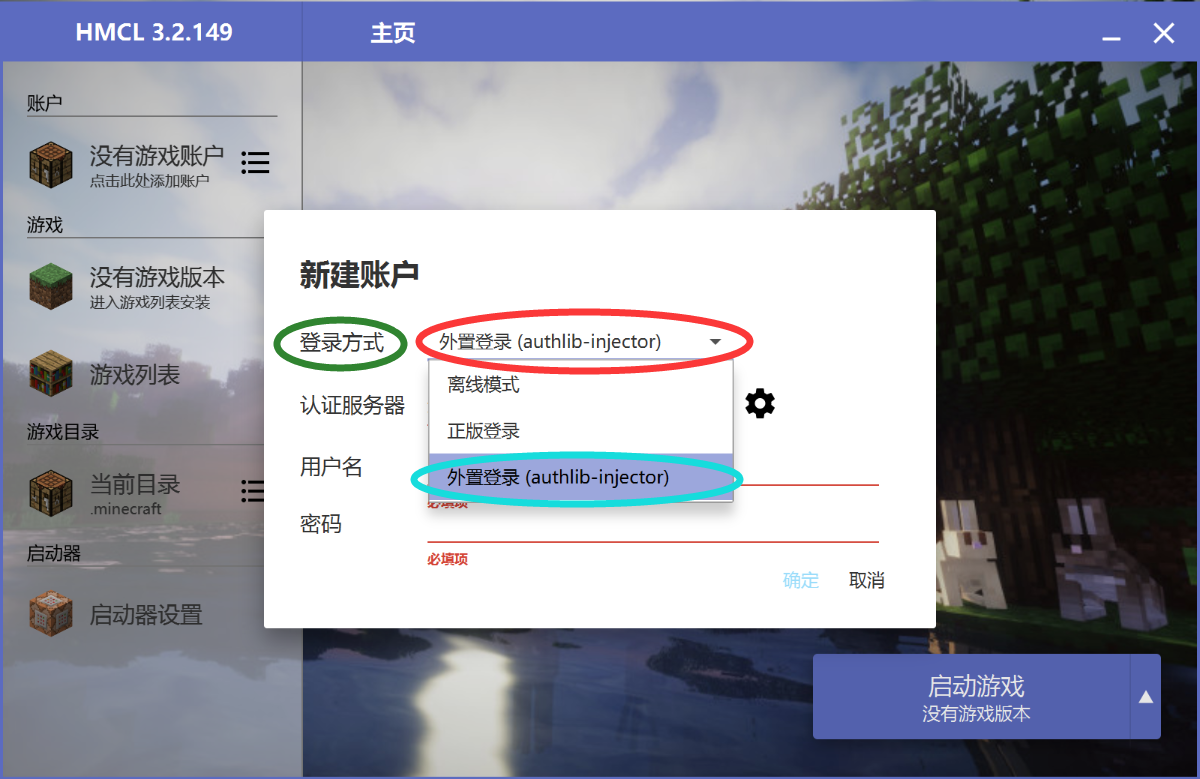 HMCL 3.2.149
主页
账户
没有游戏账户
点击此处添加账户
游戏
没有游戏版本
进入游戏列表安装
游戏列表
游戏目录
当前目录
.minecraft
启动器
启动器设置
新建账户
登录方式
外置登录 (authlib-injector)
离线模式
正版登录
外置登录 (authlib-injector)
认证服务器
用户名
必填项
密码
必填项
确定
取消
启动游戏
没有游戏版本